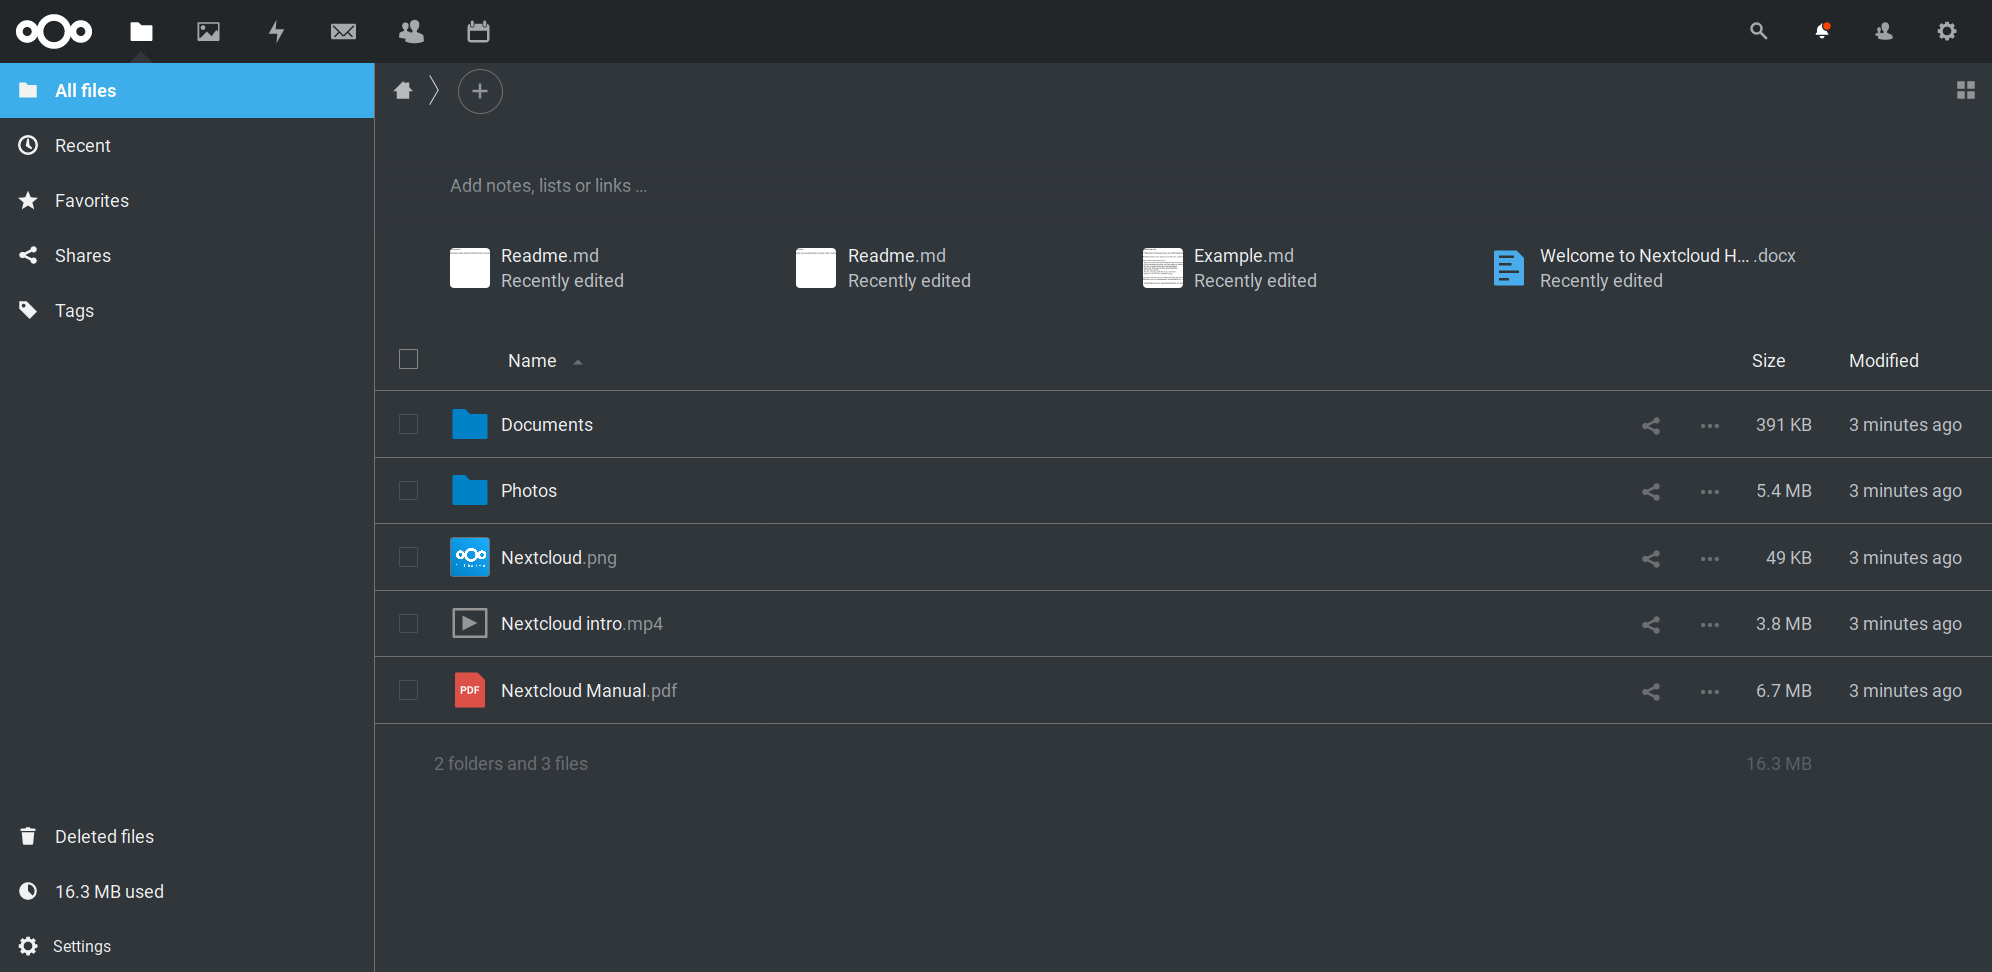 All files
Recent
Favorites
Shares
Tags
Deleted files
16.3 MB used
Settings
Add notes, lists or links ...
Readme.md
Recently edited
Readme.md
Recently edited
Example.md
Recently edited
Welcome to Nextcloud H... .docx
Recently edited
Name Size Modified
Documents 391 KB 3 minutes ago
Photos 5.4 MB 3 minutes ago
Nextcloud.png 49 KB 3 minutes ago
Nextcloud intro.mp4 3.8 MB 3 minutes ago
PDF Nextcloud Manual.pdf 6.7 MB 3 minutes ago
2 folders and 3 files 16.3 MB